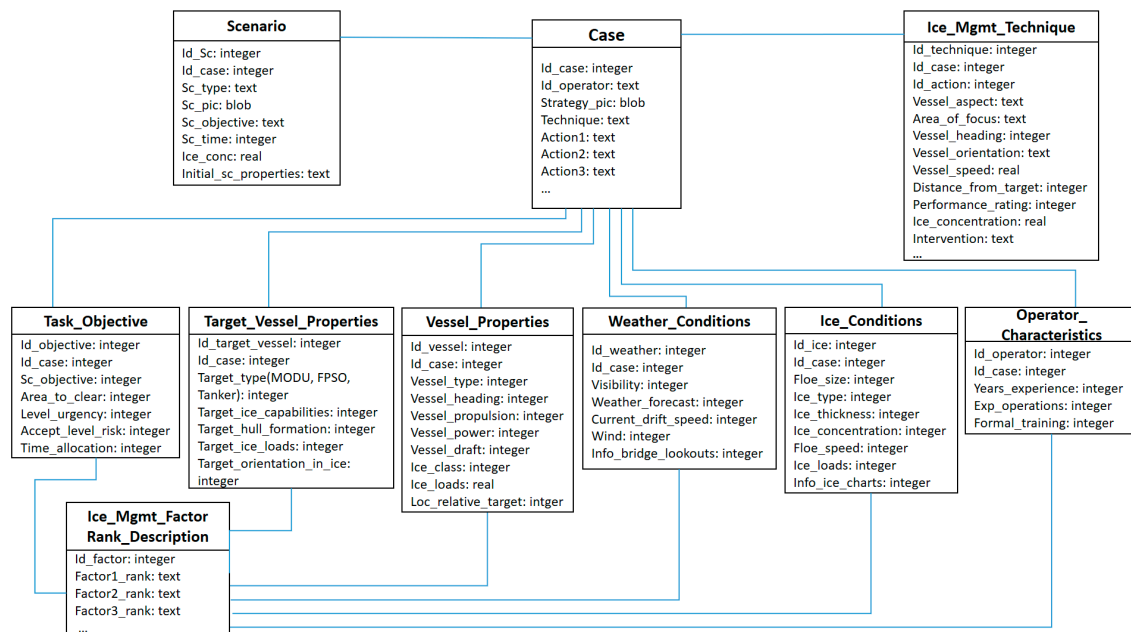 Scenario
Id_Sc: integer
Id_case: integer
Sc_type: text
Sc_pic: blob
Sc_objective: text
Sc_time: integer
Ice_conc: real
Initial_sc_properties: text
Case
Id_case: integer
Id_operator: text
Strategy_pic: blob
Technique: text
Action1: text
Action2: text
Action3: text
...
Ice_Mgmt_Technique
Id_technique: integer
Id_case: integer
Id_action: integer
Vessel_aspect: text
Area_of_focus: text
Vessel_heading: integer
Vessel_orientation: text
Vessel_speed: real
Distance_from_target: integer
Performance_rating: integer
Ice_concentration: real
Intervention: text
...
Task_Objective
Id_objective: integer
Id_case: integer
Sc_objective: integer
Area_to_clear: integer
Level_urgency: integer
Accept_level_risk: integer
Time_allocation: integer
Target_Vessel_Properties
Id_target_vessel: integer
Id_case: integer
Target_type(MODU, FPSO,
Tanker): integer
Target_ice_capabilities: integer
Target_hull_formation: integer
Target_ice_loads: integer
Target_orientation_in_ice:
integer
Vessel_Properties
Id_vessel: integer
Id_case: integer
Vessel_type: integer
Vessel_heading: integer
Vessel_propulsion: integer
Vessel_power: integer
Vessel_draft: integer
Ice_class: integer
Ice_loads: real
Loc_relative_target: intger
Weather_Conditions
Id_weather: integer
Id_case: integer
Visibility: integer
Weather_forecast: integer
Current_drift_speed: integer
Wind: integer
Info_bridge_lookouts: integer
Ice_Conditions
Id_ice: integer
Id_case: integer
Floe_size: integer
Ice_type: integer
Ice_thickness: integer
Ice_concentration: integer
Floe_speed: integer
Ice_loads: integer
Info_ice_charts: integer
Operator_
Characteristics
Id_operator: integer
Id_case: integer
Years_experience: integer
Exp_operations: integer
Formal_training: integer
Ice_Mgmt_Factor
Rank_Description
Id_factor: integer
Factor1_rank: text
Factor2_rank: text
Factor3_rank: text
...